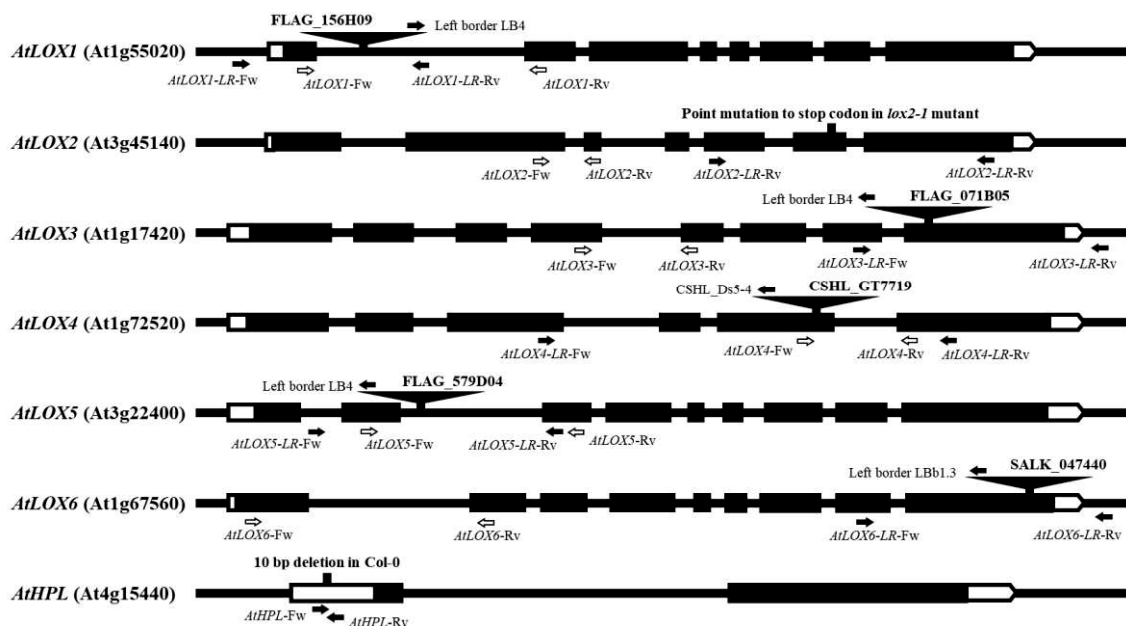 FLAG_156H09
Left border LB4
AtLOX1 (At1g55020)
AtLOX1-LR-Fw
AtLOX1-Fw
AtLOX1-LR-Rv
AtLOX1-Rv
Point mutation to stop codon in lox2-1 mutant
AtLOX2 (At3g45140)
AtLOX2-Fw
AtLOX2-Rv
AtLOX2-LR-Rv
AtLOX2-LR-Rv
Left border LB4
FLAG_071B05
AtLOX3 (At1g17420)
AtLOX3-Fw
AtLOX3-Rv
AtLOX3-LR-Fw
AtLOX3-LR-Rv
CSHL_Ds5-4
CSHL_GT7719
AtLOX4 (At1g72520)
AtLOX4-LR-Fw
AtLOX4-Fw
AtLOX4-Rv
AtLOX4-LR-Rv
Left border LB4
FLAG_579D04
AtLOX5 (At3g22400)
AtLOX5-LR-Fw
AtLOX5-Fw
AtLOX5-LR-Rv
AtLOX5-Rv
Left border LBb1.3
SALK_047440
AtLOX6 (At1g67560)
AtLOX6-Fw
AtLOX6-Rv
AtLOX6-LR-Fw
AtLOX6-LR-Rv
10 bp deletion in Col-0
AtHPL (At4g15440)
AtHPL-Fw
AtHPL-Rv